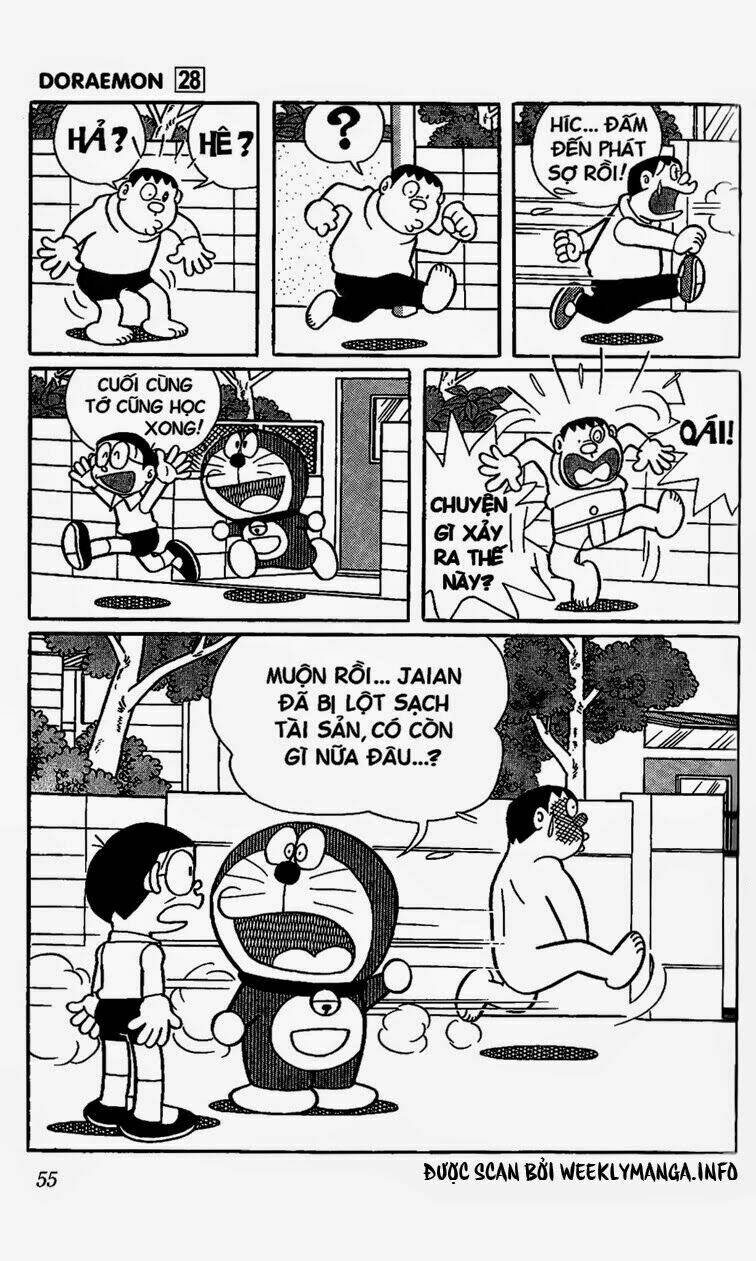 DORAEMON 28
HẢ?
HÊ?
?
HÍC... ĐẤM
ĐẾN PHÁT
SỢ RỒI!
CUỐI CÙNG
TỚ CŨNG HỌC
XONG!
OÁI!
CHUYỆN
GÌ XẢY
RA THẾ
NÀY?
MUỘN RỒI... JAIAN
ĐÃ BỊ LỘT SẠCH
TÀI SẢN, CÓ CÒN
GÌ NỮA ĐÂU...?
55
ĐƯỢC SCAN BỞI WEEKLYMANGA.INFO